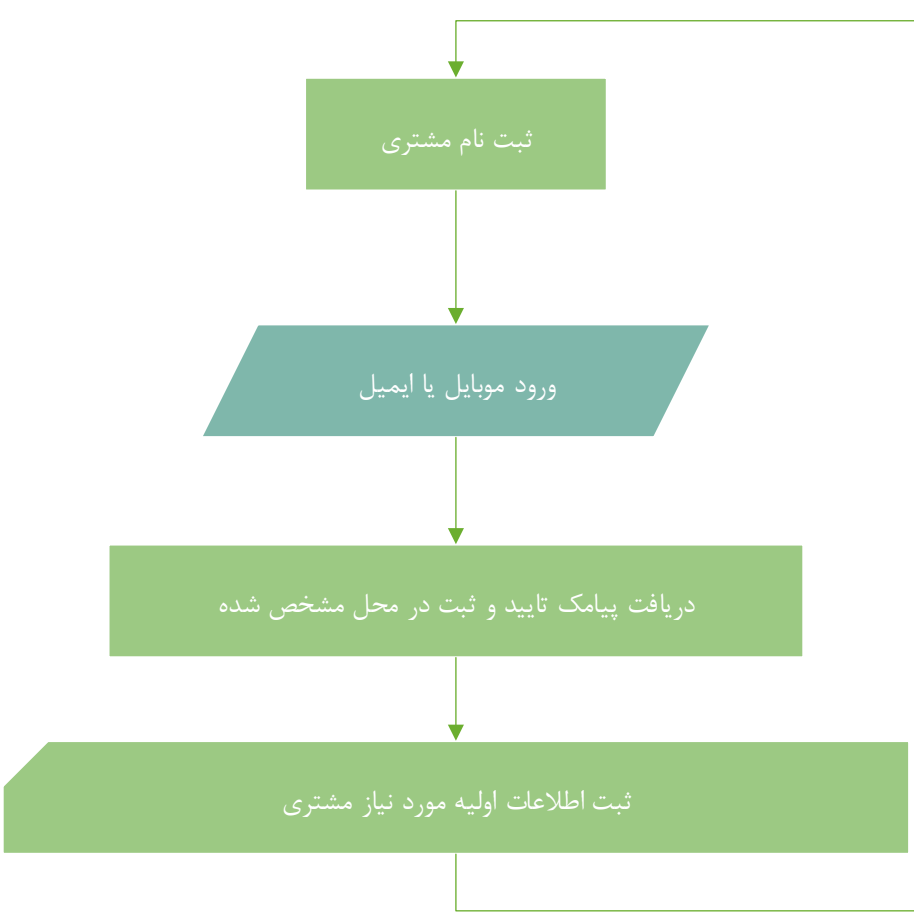 ثبت نام مشتری
ورود موبایل یا ایمیل
دریافت پیامک تایید و ثبت در محل مشخص شده
ثبت اطلاعات اولیه مورد نیاز مشتری